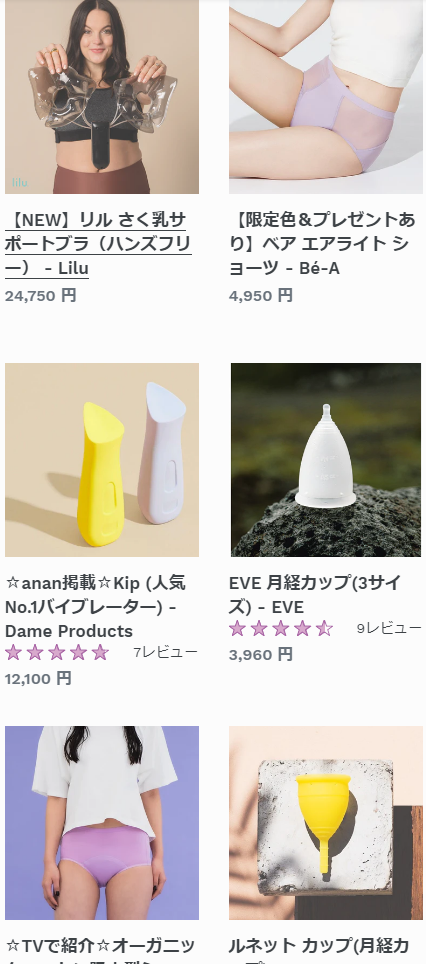 lilu
【NEW】リル さく乳サ
ポートブラ（ハンズフリ
ー） - Lilu
24,750 円
【限定色&プレゼントあ
り】ベア エアライト シ
ョーツ - Bé-A
4,950 円
☆anan掲載☆Kip (人気
No.1バイブレーター) -
Dame Products
7レビュー
12,100 円
EVE 月経カップ(3サイ
ズ) - EVE
9レビュー
3,960 円
☆TVで紹介☆オーガニッ
ルネット カップ(月経カ